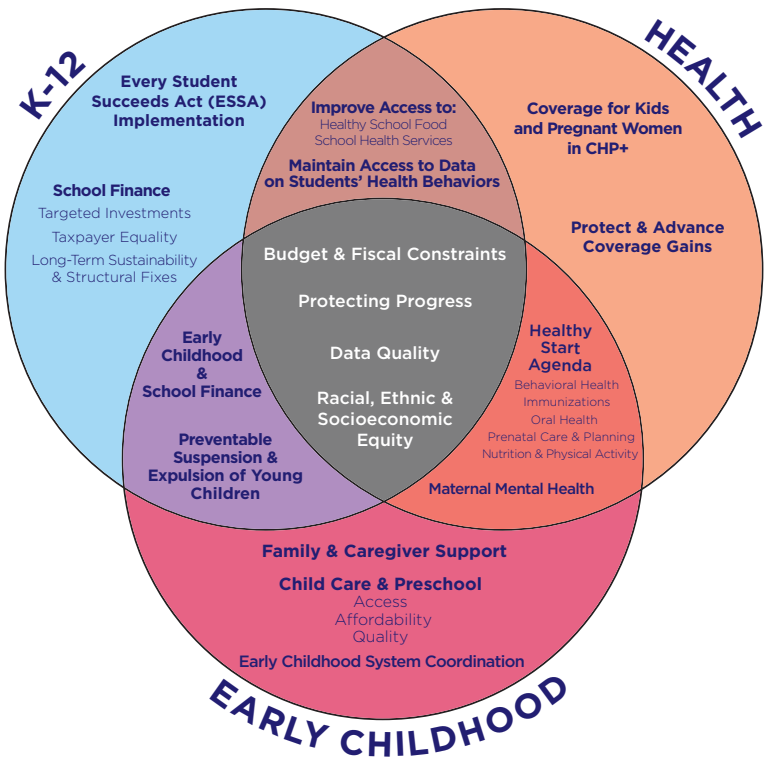 K-12
HEALTH
Every Student
Succeeds Act (ESSA)
Implementation
School Finance
Targeted Investments
Taxpayer Equality
Long-Term Sustainability
& Structural Fixes
Improve Access to:
Healthy School Food
School Health Services
Maintain Access to Data
on Students’ Health Behaviors
Coverage for Kids
and Pregnant Women
in CHP+
Protect & Advance
Coverage Gains
Budget & Fiscal Constraints
Protecting Progress
Data Quality
Racial, Ethnic &
Socioeconomic
Equity
Early
Childhood
&
School Finance
Preventable
Suspension &
Expulsion of Young
Children
Healthy
Start
Agenda
Behavioral Health
Immunizations
Oral Health
Prenatal Care & Planning
Nutrition & Physical Activity
Maternal Mental Health
Family & Caregiver Support
Child Care & Preschool
Access
Affordability
Quality
Early Childhood System Coordination
EARLY CHILDHOOD